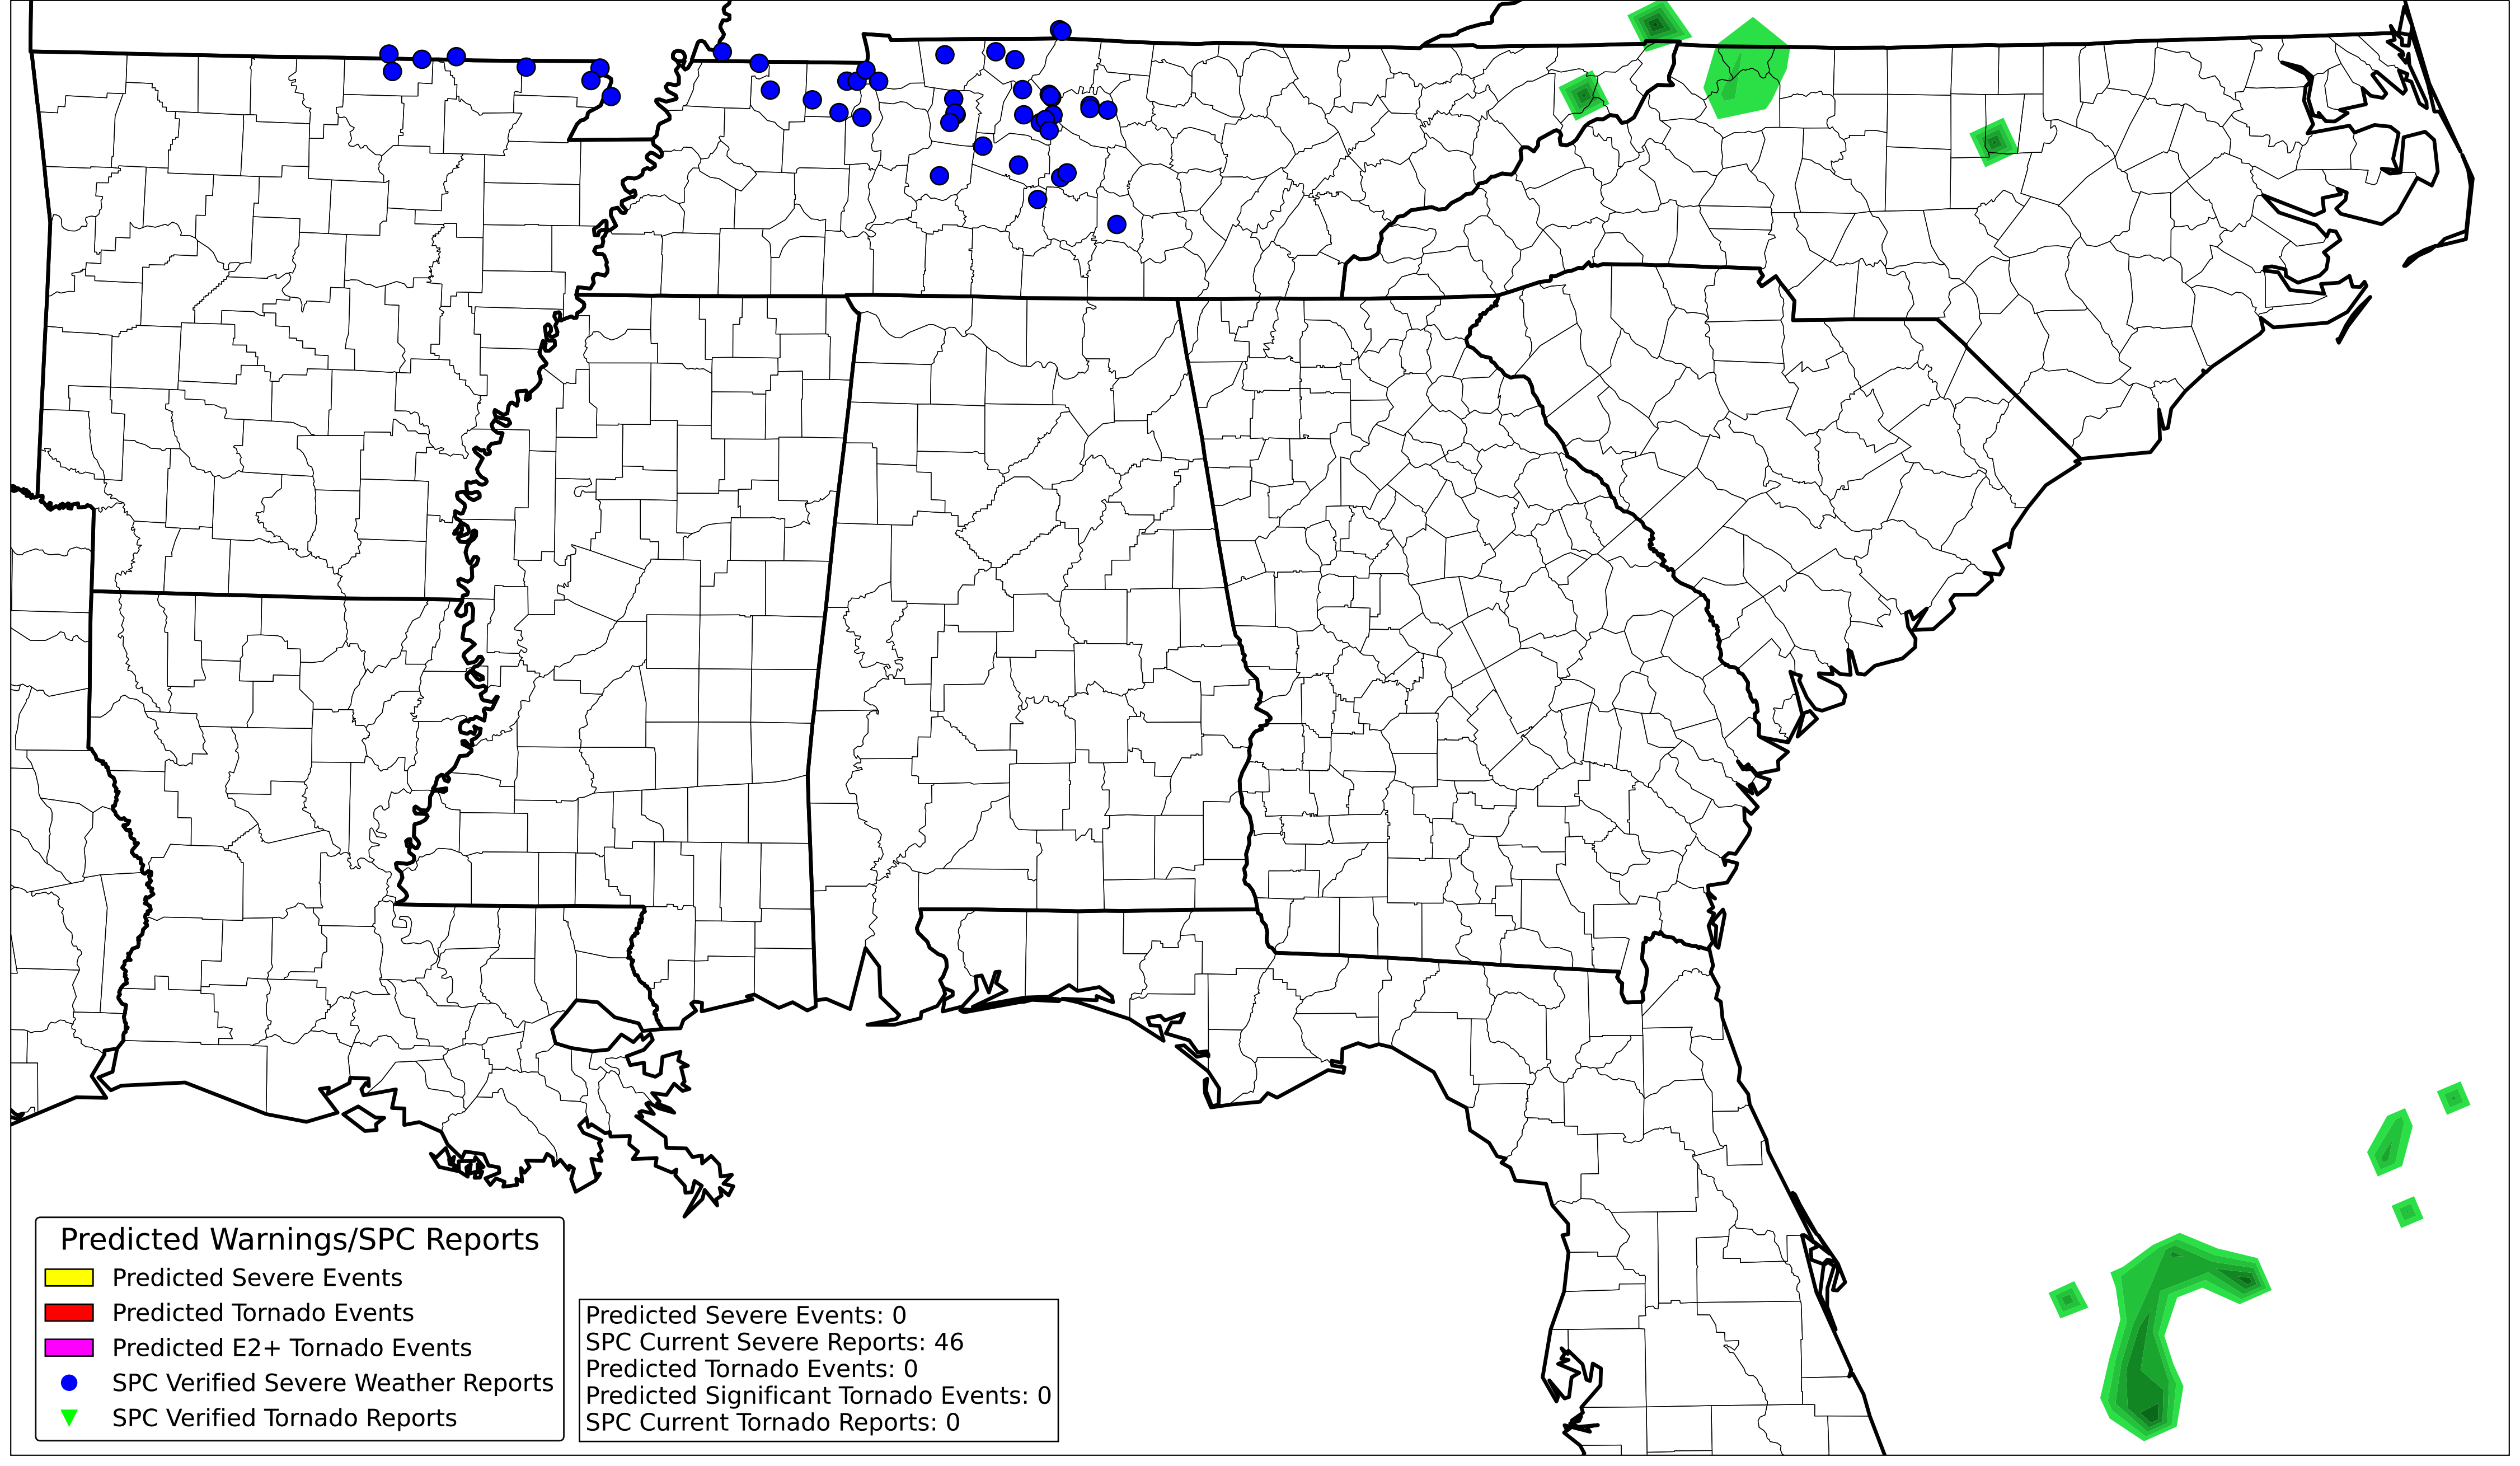 Predicted Warnings/SPC Reports
Predicted Severe Events
Predicted Tornado Events
Predicted E2+ Tornado Events
SPC Verified Severe Weather Reports
SPC Verified Tornado Reports
Predicted Severe Events: 0
SPC Current Severe Reports: 46
Predicted Tornado Events: 0
Predicted Significant Tornado Events: 0
SPC Current Tornado Reports: 0